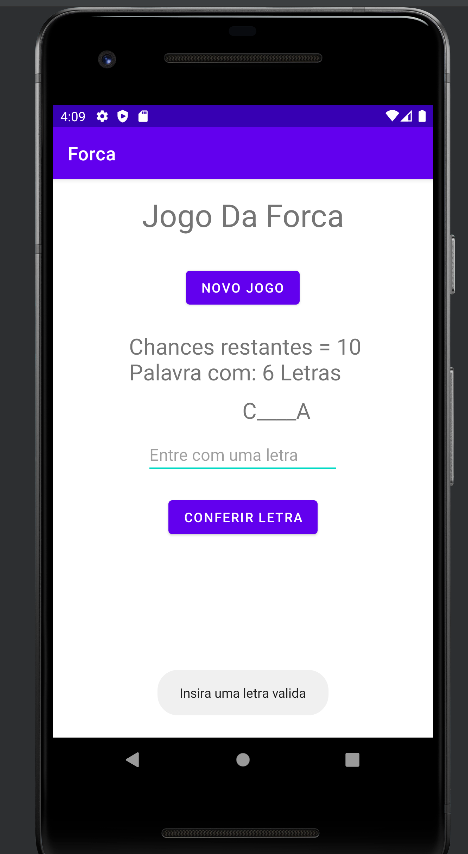 4:09
Forca
Jogo Da Forca
NOVO JOGO
Chances restantes = 10
Palavra com: 6 Letras
C____A
Entre com uma letra
CONFERIR LETRA
Insira uma letra valida